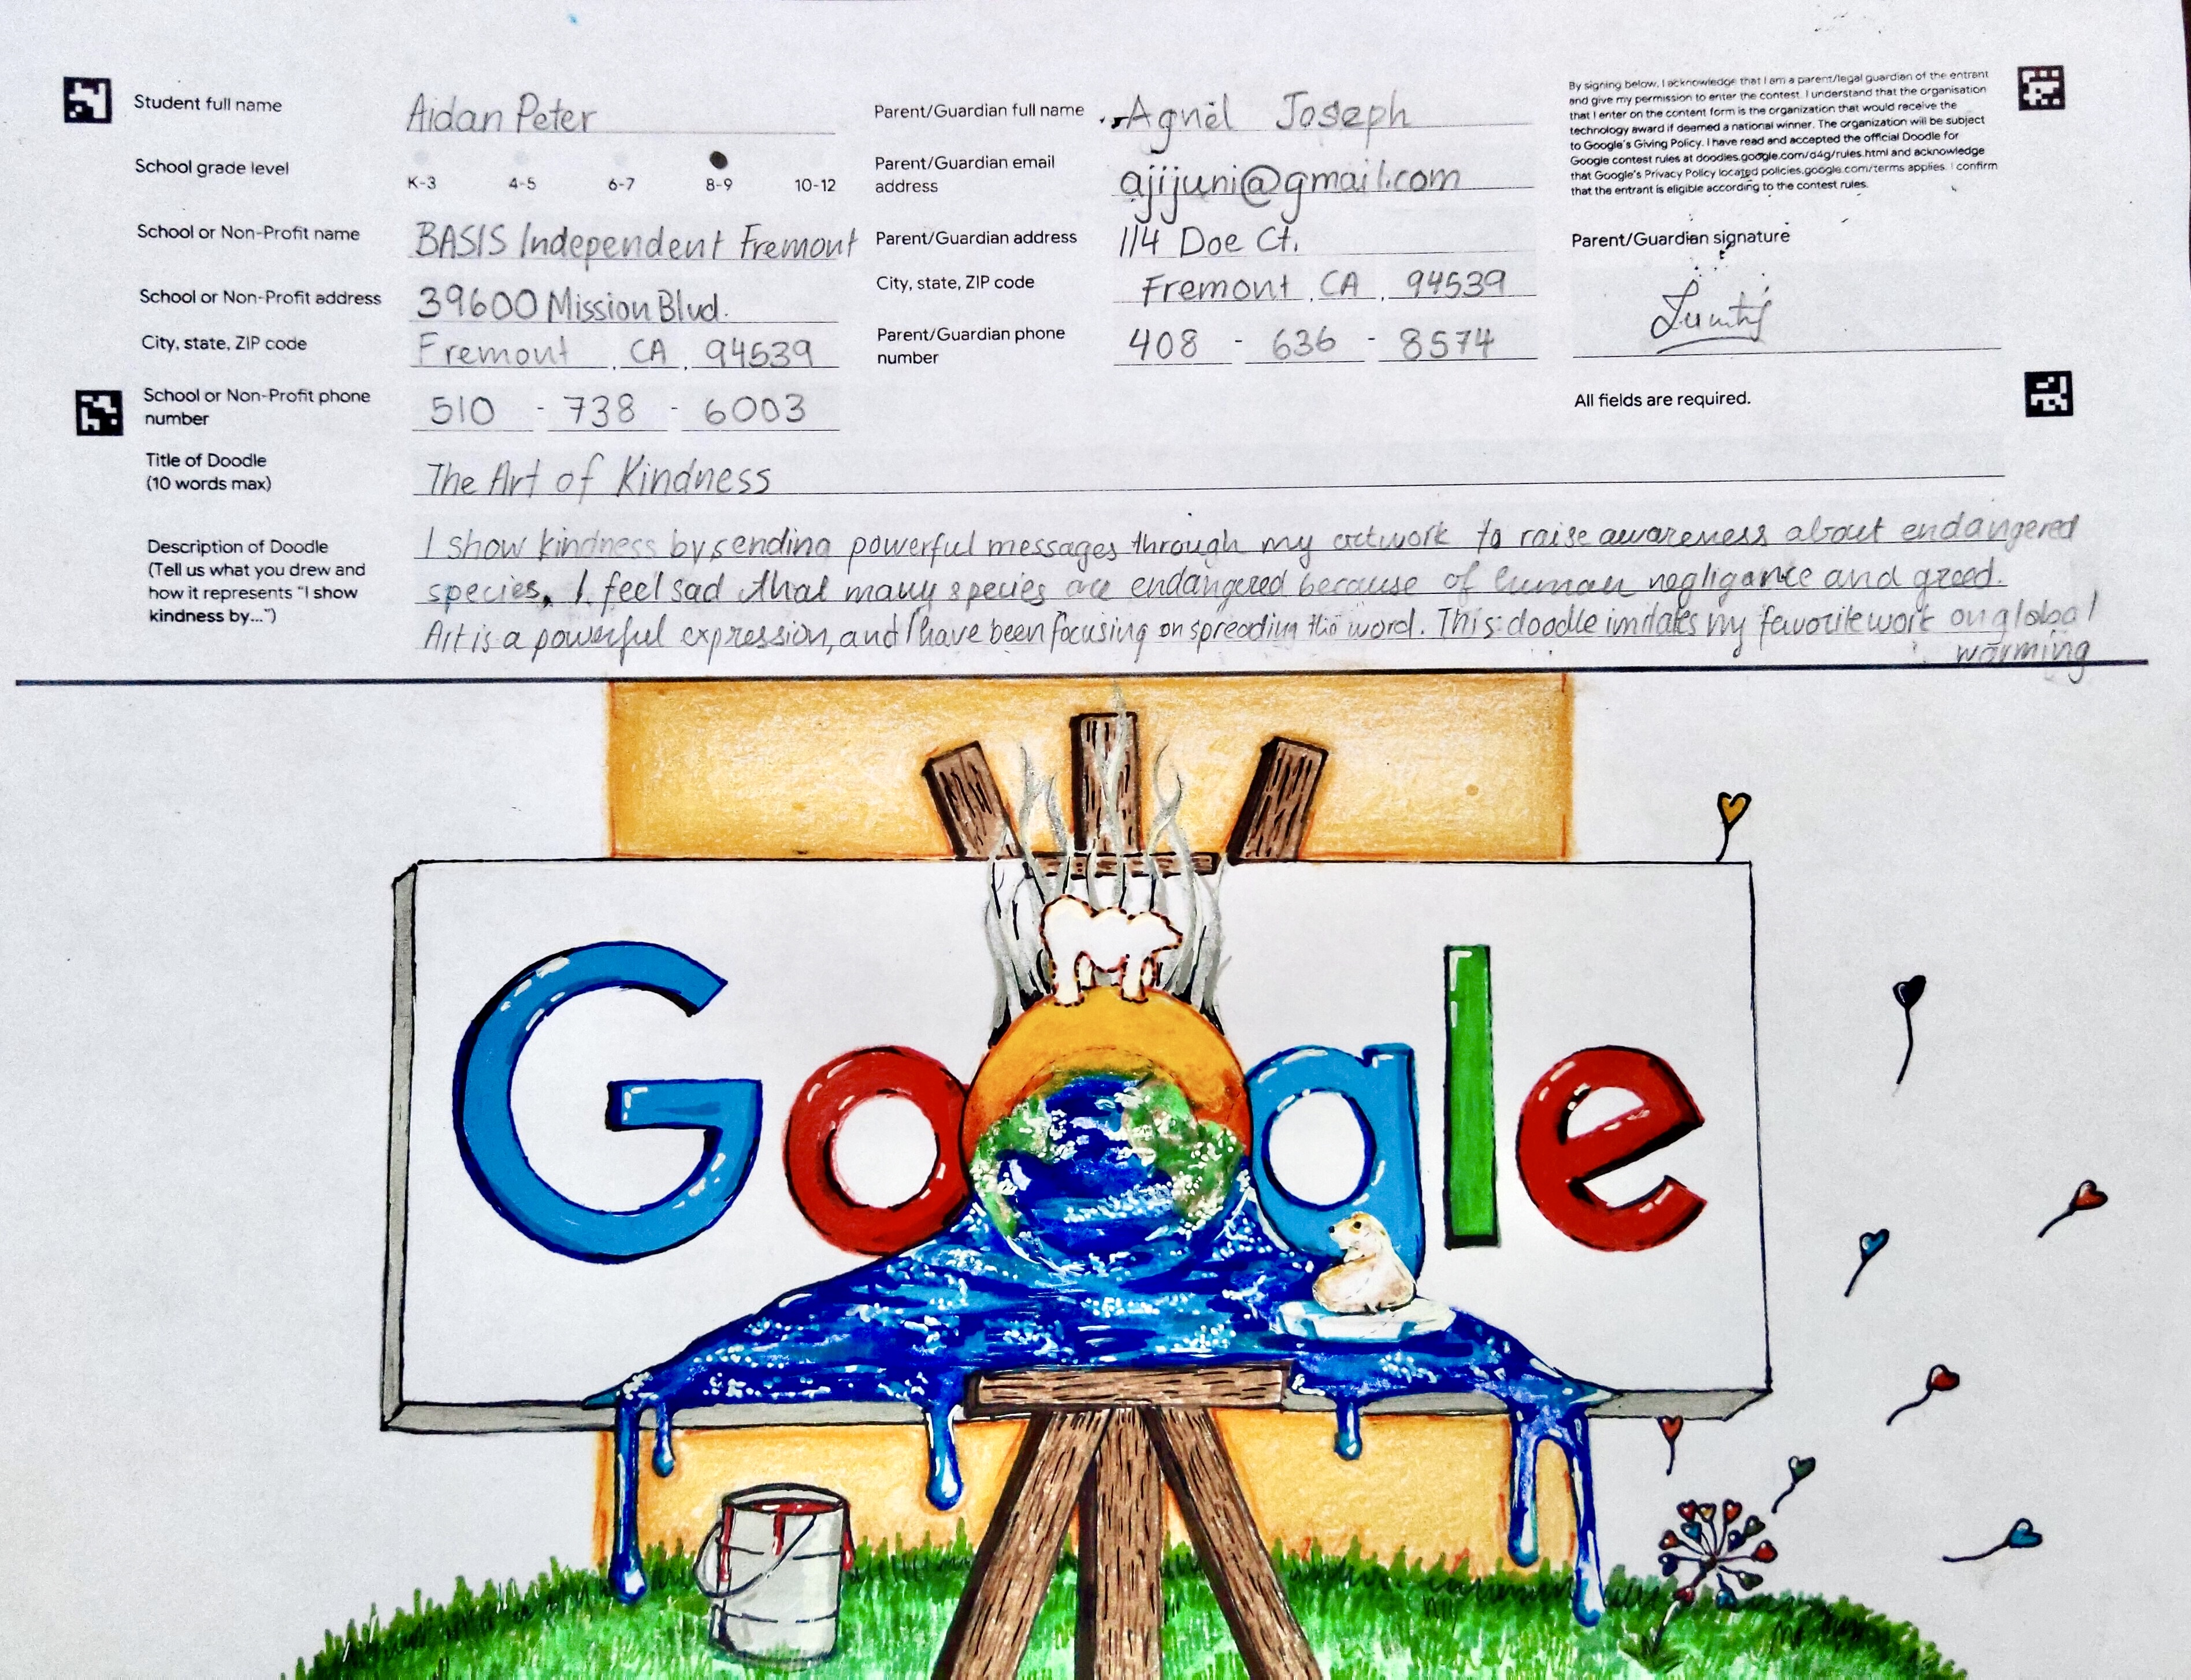 Student full name Aidan Peter
School grade level
K-3 4-5 6-7 8-9 10-12
School or Non-Profit name BASIS Independent Fremont
School or Non-Profit address 39600 Mission Blvd.
City, state, ZIP code Fremont, CA, 94539
School or Non-Profit phone
number 510 - 738 - 6003
Parent/Guardian full name Agnel Joseph
Parent/Guardian email
address ajijuni@gmail.com
Parent/Guardian address 114 Doe Ct.
City, state, ZIP code Fremont, CA, 94539
Parent/Guardian phone
number 408 - 636 - 8574
By signing below, I acknowledge that I am a parent/legal guardian of the entrant
and give my permission to enter the contest. I understand that the organisation
that I enter on the content form is the organization that would receive the
technology award if deemed a national winner. The organization will be subject
to Google's Giving Policy. I have read and accepted the official Doodle for
Google contest rules at doodles.google.com/d4g/rules.html and acknowledge
that Google's Privacy Policy located policies.google.com/terms applies. I confirm
that the entrant is eligible according to the contest rules.
Parent/Guardian signature
All fields are required.
Title of Doodle
(10 words max) The Art of Kindness
Description of Doodle
(Tell us what you drew and
how it represents "I show
kindness by...")
I show kindness by sending powerful messages through my artwork to raise awareness about endangered
species. I feel sad that many species are endangered because of human negligance and greed.
Art is a powerful expression, and I have been focusing on spreading the word. This doodle imitates my favorite work on global
warming
Google